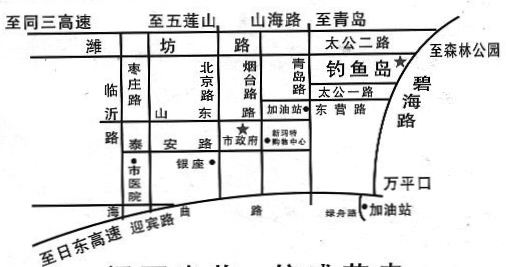 至同三高速
至五莲山
山海路
至青岛
潍坊路
太公二路
至森林公园
枣庄路
北京路
烟台路
青岛路
钓鱼岛
碧海路
太公一路
临沂路
山东
加油站
东营路
泰安路
市政府
新玛特
购物中心
市医院
银座
万平口
海曲路
绿舟路
加油站
迎宾路
至日东高速